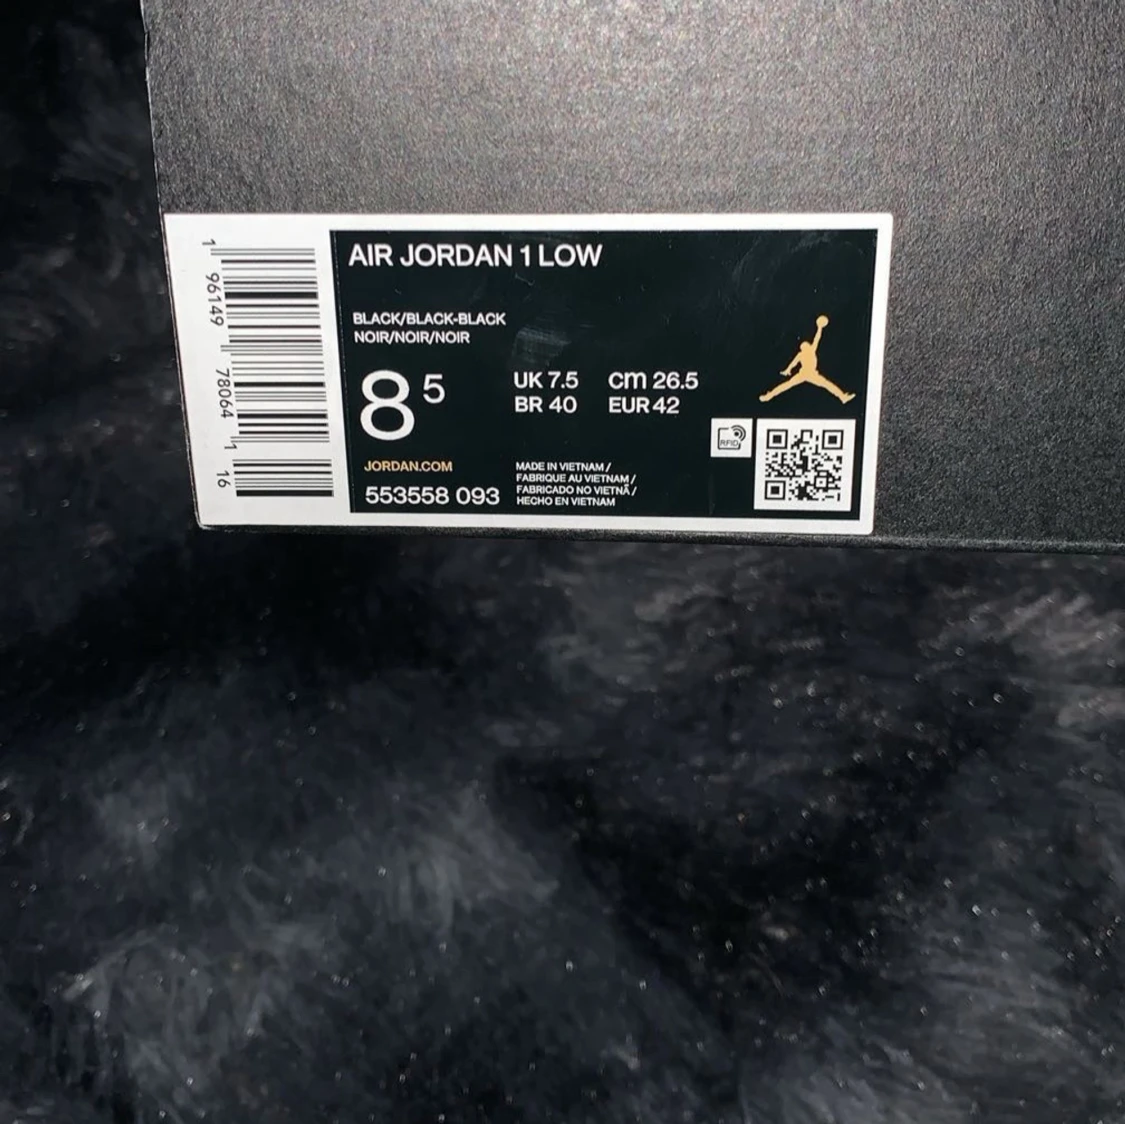 AIR JORDAN 1 LOW
BLACK/BLACK-BLACK
NOIR/NOIR/NOIR
8 5
UK 7.5 cm 26.5
BR 40 EUR 42
RFID
JORDAN.COM
553558 093
MADE IN VIETNAM /
FABRIQUE AU VIETNAM /
FABRICADO NO VIETNÃ /
HECHO EN VIETNAM
1 96149 78064 1 16